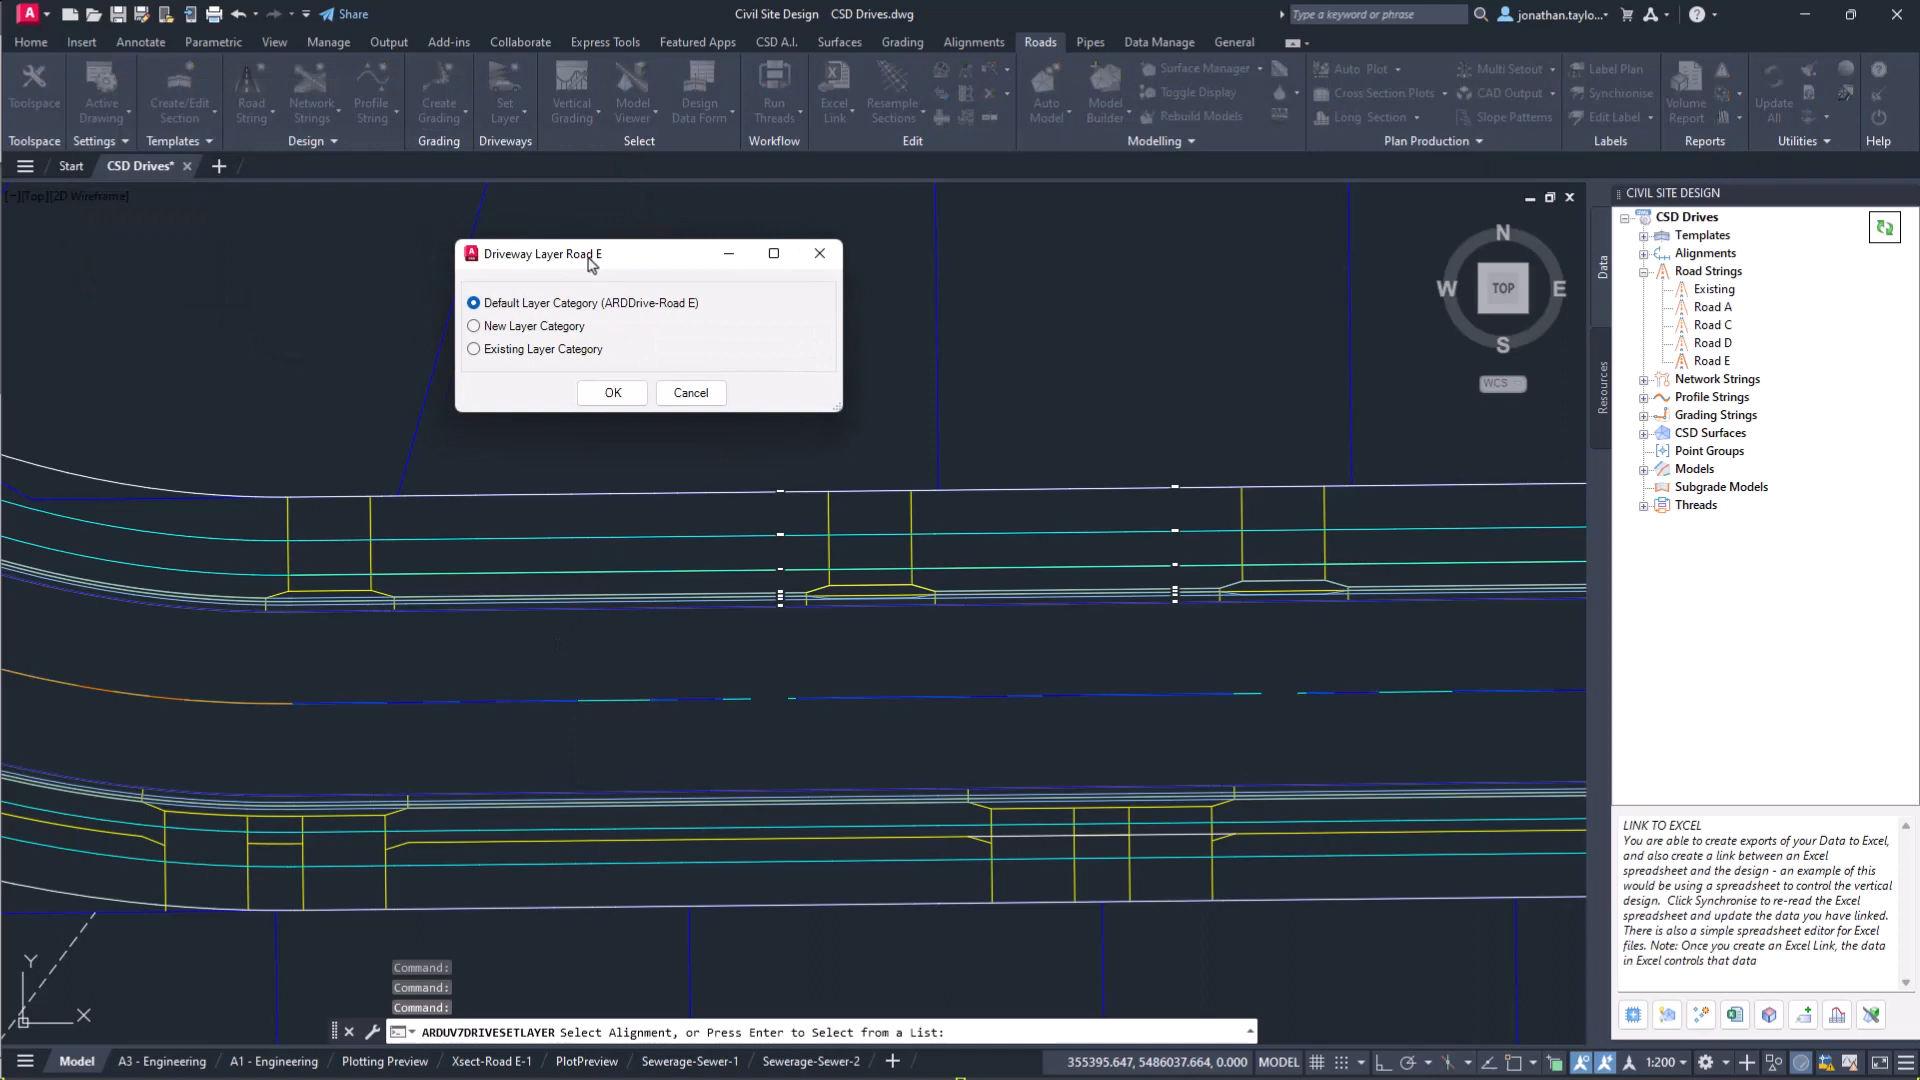 Share
Civil Site Design CSD Drives.dwg
Type a keyword or phrase
jonathan.taylo...
Home Insert Annotate Parametric View Manage Output Add-ins Collaborate Express Tools Featured Apps CSD A.I. Surfaces Grading Alignments Roads Pipes Data Manage General
Toolspace
Active Drawing
Create/Edit Section
Road String
Network Strings
Profile String
Create Grading
Set Layer
Vertical Grading
Model Viewer
Design Data Form
Run Threads
Excel Link
Resample Sections
Auto Model
Model Builder
Surface Manager
Toggle Display
Rebuild Models
Auto Plot
Cross Section Plots
Long Section
Multi Setout
CAD Output
Slope Patterns
Label Plan
Synchronise
Edit Label
Volume Report
Update All
Toolspace Settings Templates Design Grading Driveways Select Workflow Edit Modelling Plan Production Labels Reports Utilities Help
Start CSD Drives*
[−][Top][2D Wireframe]
CIVIL SITE DESIGN
Driveway Layer Road E
Default Layer Category (ARDDrive-Road E)
New Layer Category
Existing Layer Category
OK Cancel
N
W TOP E
S
WCS
Data
Resources
CSD Drives
Templates
Alignments
Road Strings
Existing
Road A
Road C
Road D
Road E
Network Strings
Profile Strings
Grading Strings
CSD Surfaces
Point Groups
Models
Subgrade Models
Threads
LINK TO EXCEL
You are able to create exports of your Data to Excel,
and also create a link between an Excel
spreadsheet and the design - an example of this
would be using a spreadsheet to control the vertical
design. Click Synchronise to re-read the Excel
spreadsheet and update the data you have linked.
There is also a simple spreadsheet editor for Excel
files. Note: Once you create an Excel Link, the data
in Excel controls that data
Y
X
Command:
Command:
Command:
ARDUV7DRIVESETLAYER Select Alignment, or Press Enter to Select from a List:
Model A3 - Engineering A1 - Engineering Plotting Preview Xsect-Road E-1 PlotPreview Sewerage-Sewer-1 Sewerage-Sewer-2
355395.647, 5486037.664, 0.000 MODEL
1:200